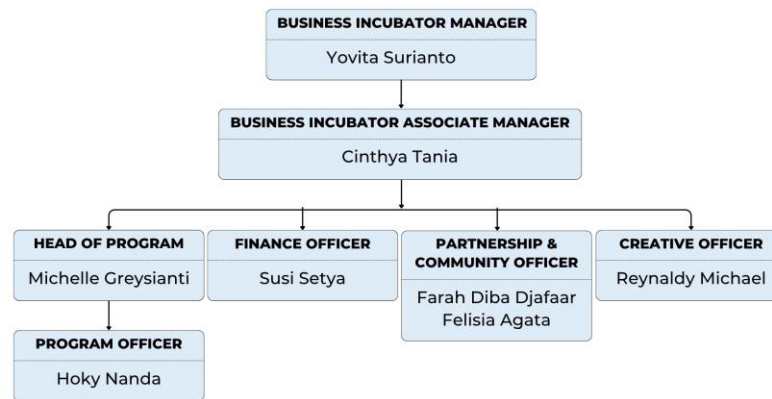 BUSINESS INCUBATOR MANAGER
Yovita Surianto
BUSINESS INCUBATOR ASSOCIATE MANAGER
Cinthya Tania
HEAD OF PROGRAM
Michelle Greysianti
FINANCE OFFICER
Susi Setya
PARTNERSHIP &
COMMUNITY OFFICER
Farah Diba Djafaar
Felisia Agata
CREATIVE OFFICER
Reynaldy Michael
PROGRAM OFFICER
Hoky Nanda